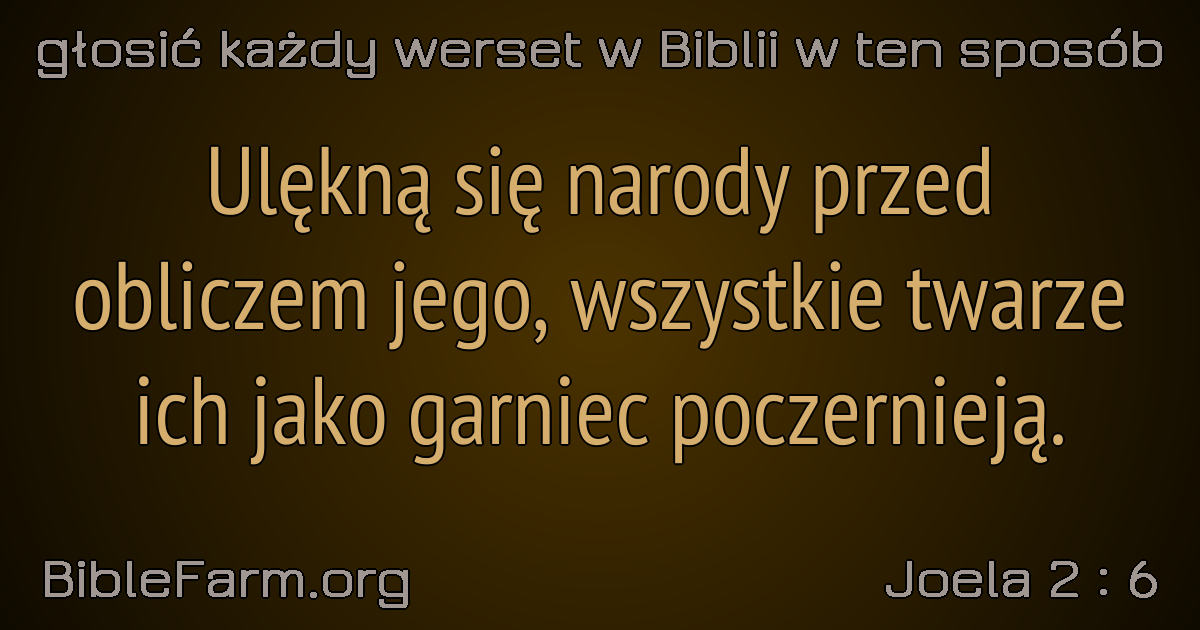 głosić każdy werset w Biblii w ten sposób
Ulękną się narody przed
obliczem jego, wszystkie twarze
ich jako garniec poczernieją.
BibleFarm.org
Joela 2 : 6